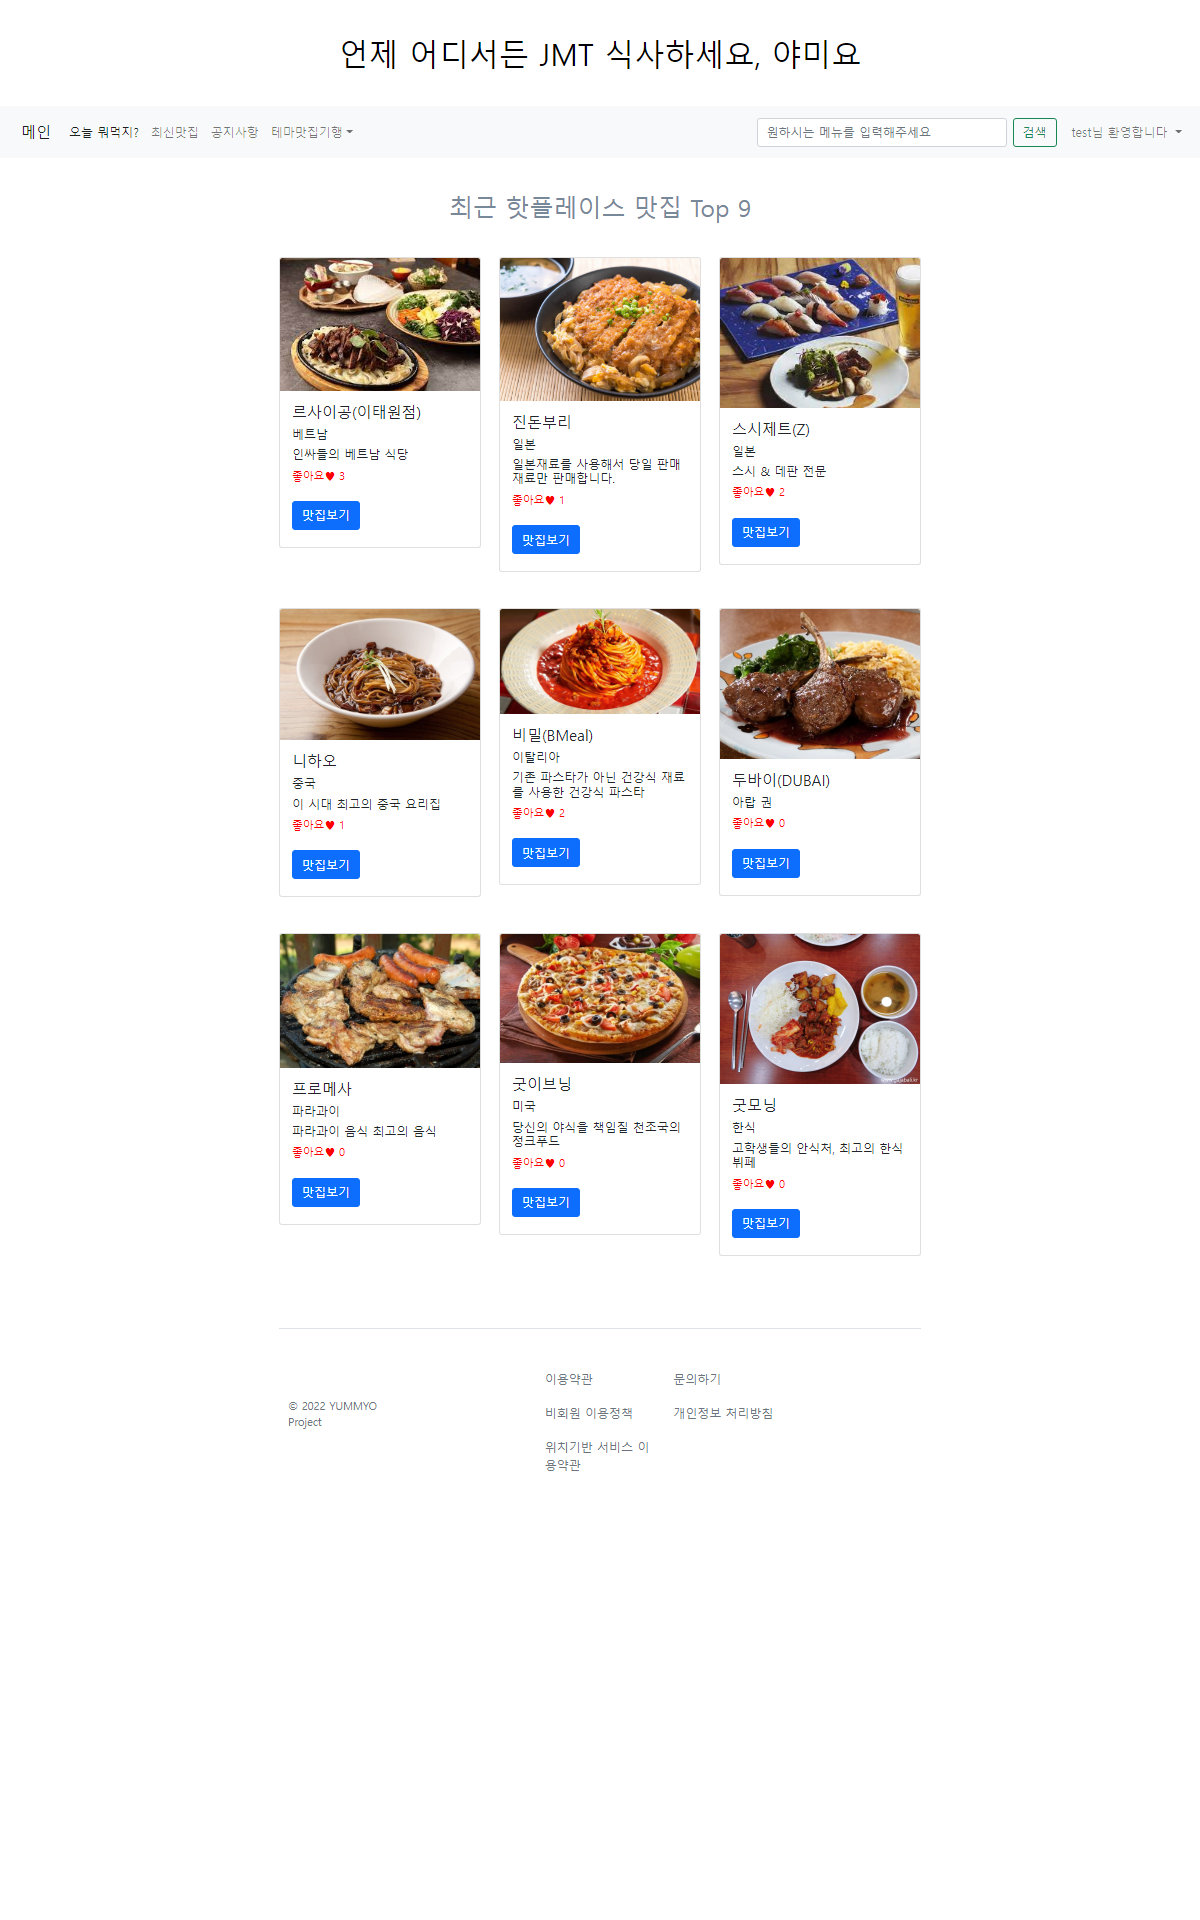 언제 어디서든 JMT 식사하세요, 야미요
메인 오늘 뭐먹지? 최신맛집 공지사항 테마맛집기행 원하시는 메뉴를 입력해주세요 검색 test님 환영합니다
최근 핫플레이스 맛집 Top 9
르사이공(이태원점)
베트남
인싸들의 베트남 식당
좋아요♥ 3
맛집보기
진돈부리
일본
일본재료를 사용해서 당일 판매
재료만 판매합니다.
좋아요♥ 1
맛집보기
스시제트(Z)
일본
스시 & 데판 전문
좋아요♥ 2
맛집보기
니하오
중국
이 시대 최고의 중국 요리집
좋아요♥ 1
맛집보기
비밀(BMeal)
이탈리아
기존 파스타가 아닌 건강식 재료
를 사용한 건강식 파스타
좋아요♥ 2
맛집보기
두바이(DUBAI)
아랍 권
좋아요♥ 0
맛집보기
프로메사
파라과이
파라과이 음식 최고의 음식
좋아요♥ 0
맛집보기
굿이브닝
미국
당신의 야식을 책임질 천조국의
정크푸드
좋아요♥ 0
맛집보기
굿모닝
한식
고학생들의 안식처, 최고의 한식
뷔페
좋아요♥ 0
맛집보기
© 2022 YUMMYO
Project
이용약관
비회원 이용정책
위치기반 서비스 이
용약관
문의하기
개인정보 처리방침